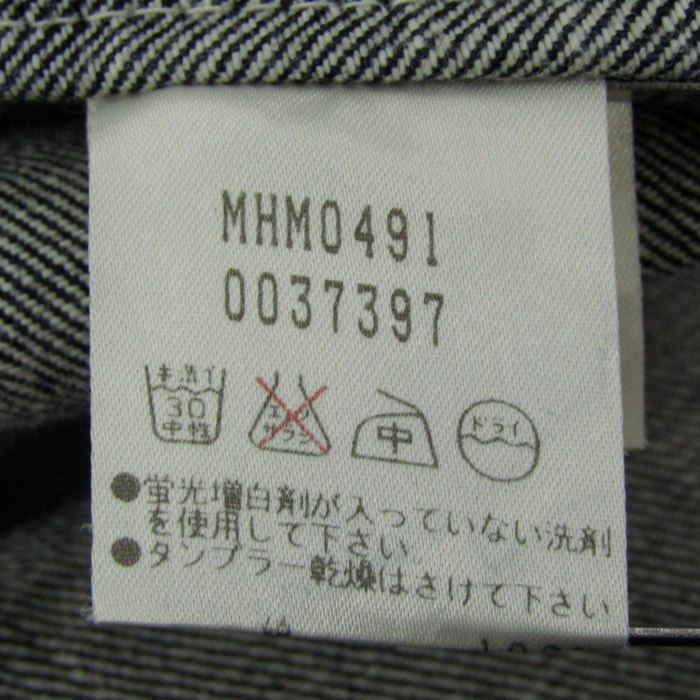 MHM0491
0037397
手洗イ
30
中性
エンソ
サラシ
中
ドライ
●蛍光増白剤が入っていない洗剤
を使用して下さい。
●タンブラー乾燥はさけて下さい